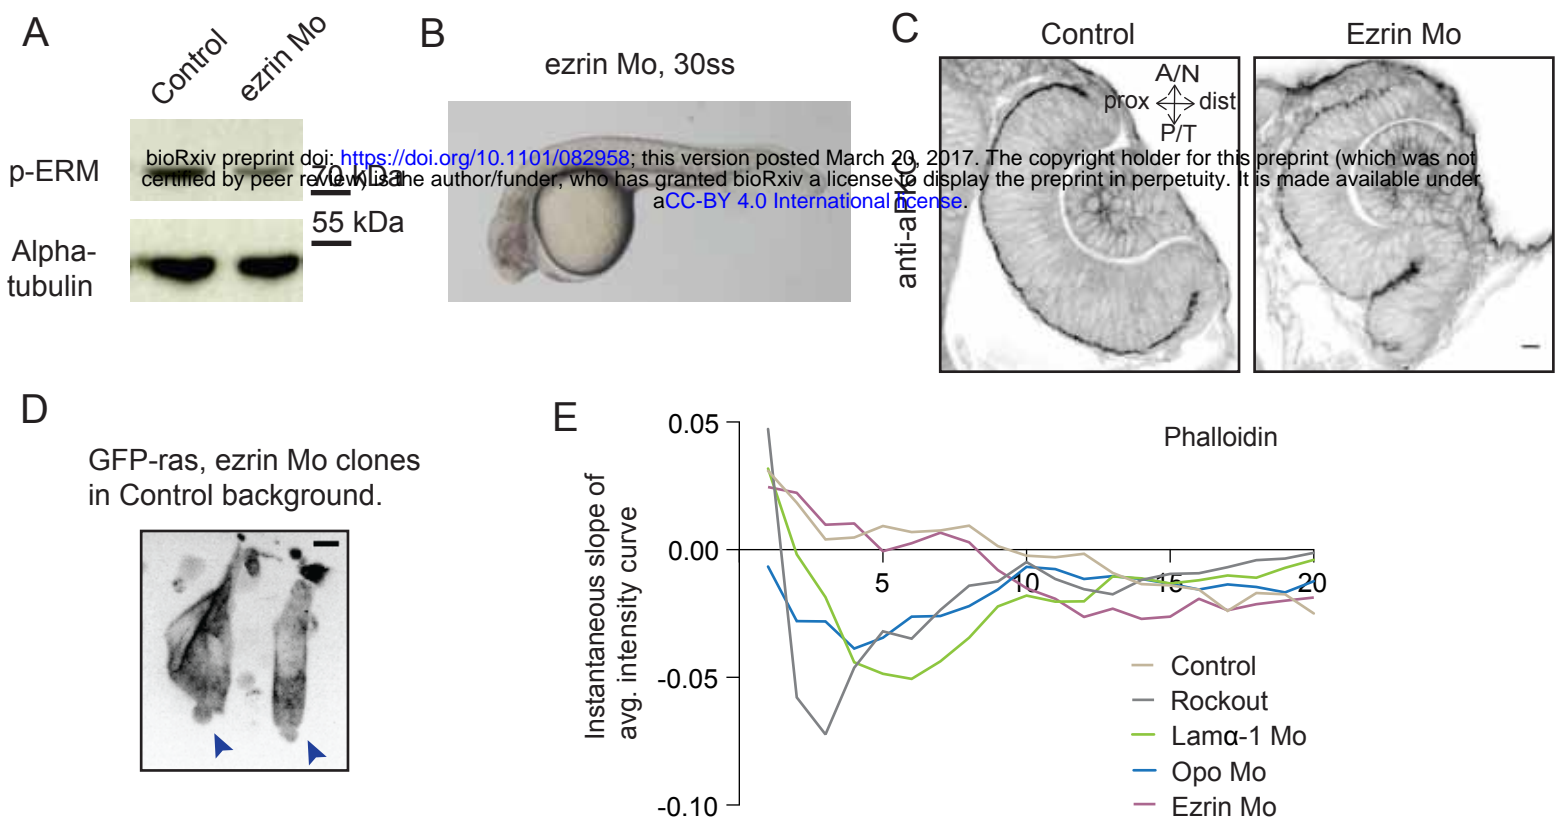 A
Control
ezrin Mo
p-ERM
70 kDa
55 kDa
Alpha-
tubulin
B
ezrin Mo, 30ss
C
Control
Ezrin Mo
anti-aPKC
A/N
prox
dist
P/T
bioRxiv preprint doi: https://doi.org/10.1101/082958; this version posted March 20, 2017. The copyright holder for this preprint (which was not
certified by peer review) is the author/funder, who has granted bioRxiv a license to display the preprint in perpetuity. It is made available under
aCC-BY 4.0 International license.
D
GFP-ras, ezrin Mo clones
in Control background.
E
Phalloidin
Instantaneous slope of
avg. intensity curve
0.05
0.00
-0.05
-0.10
5
10
15
20
Control
Rockout
Lamα-1 Mo
Opo Mo
Ezrin Mo